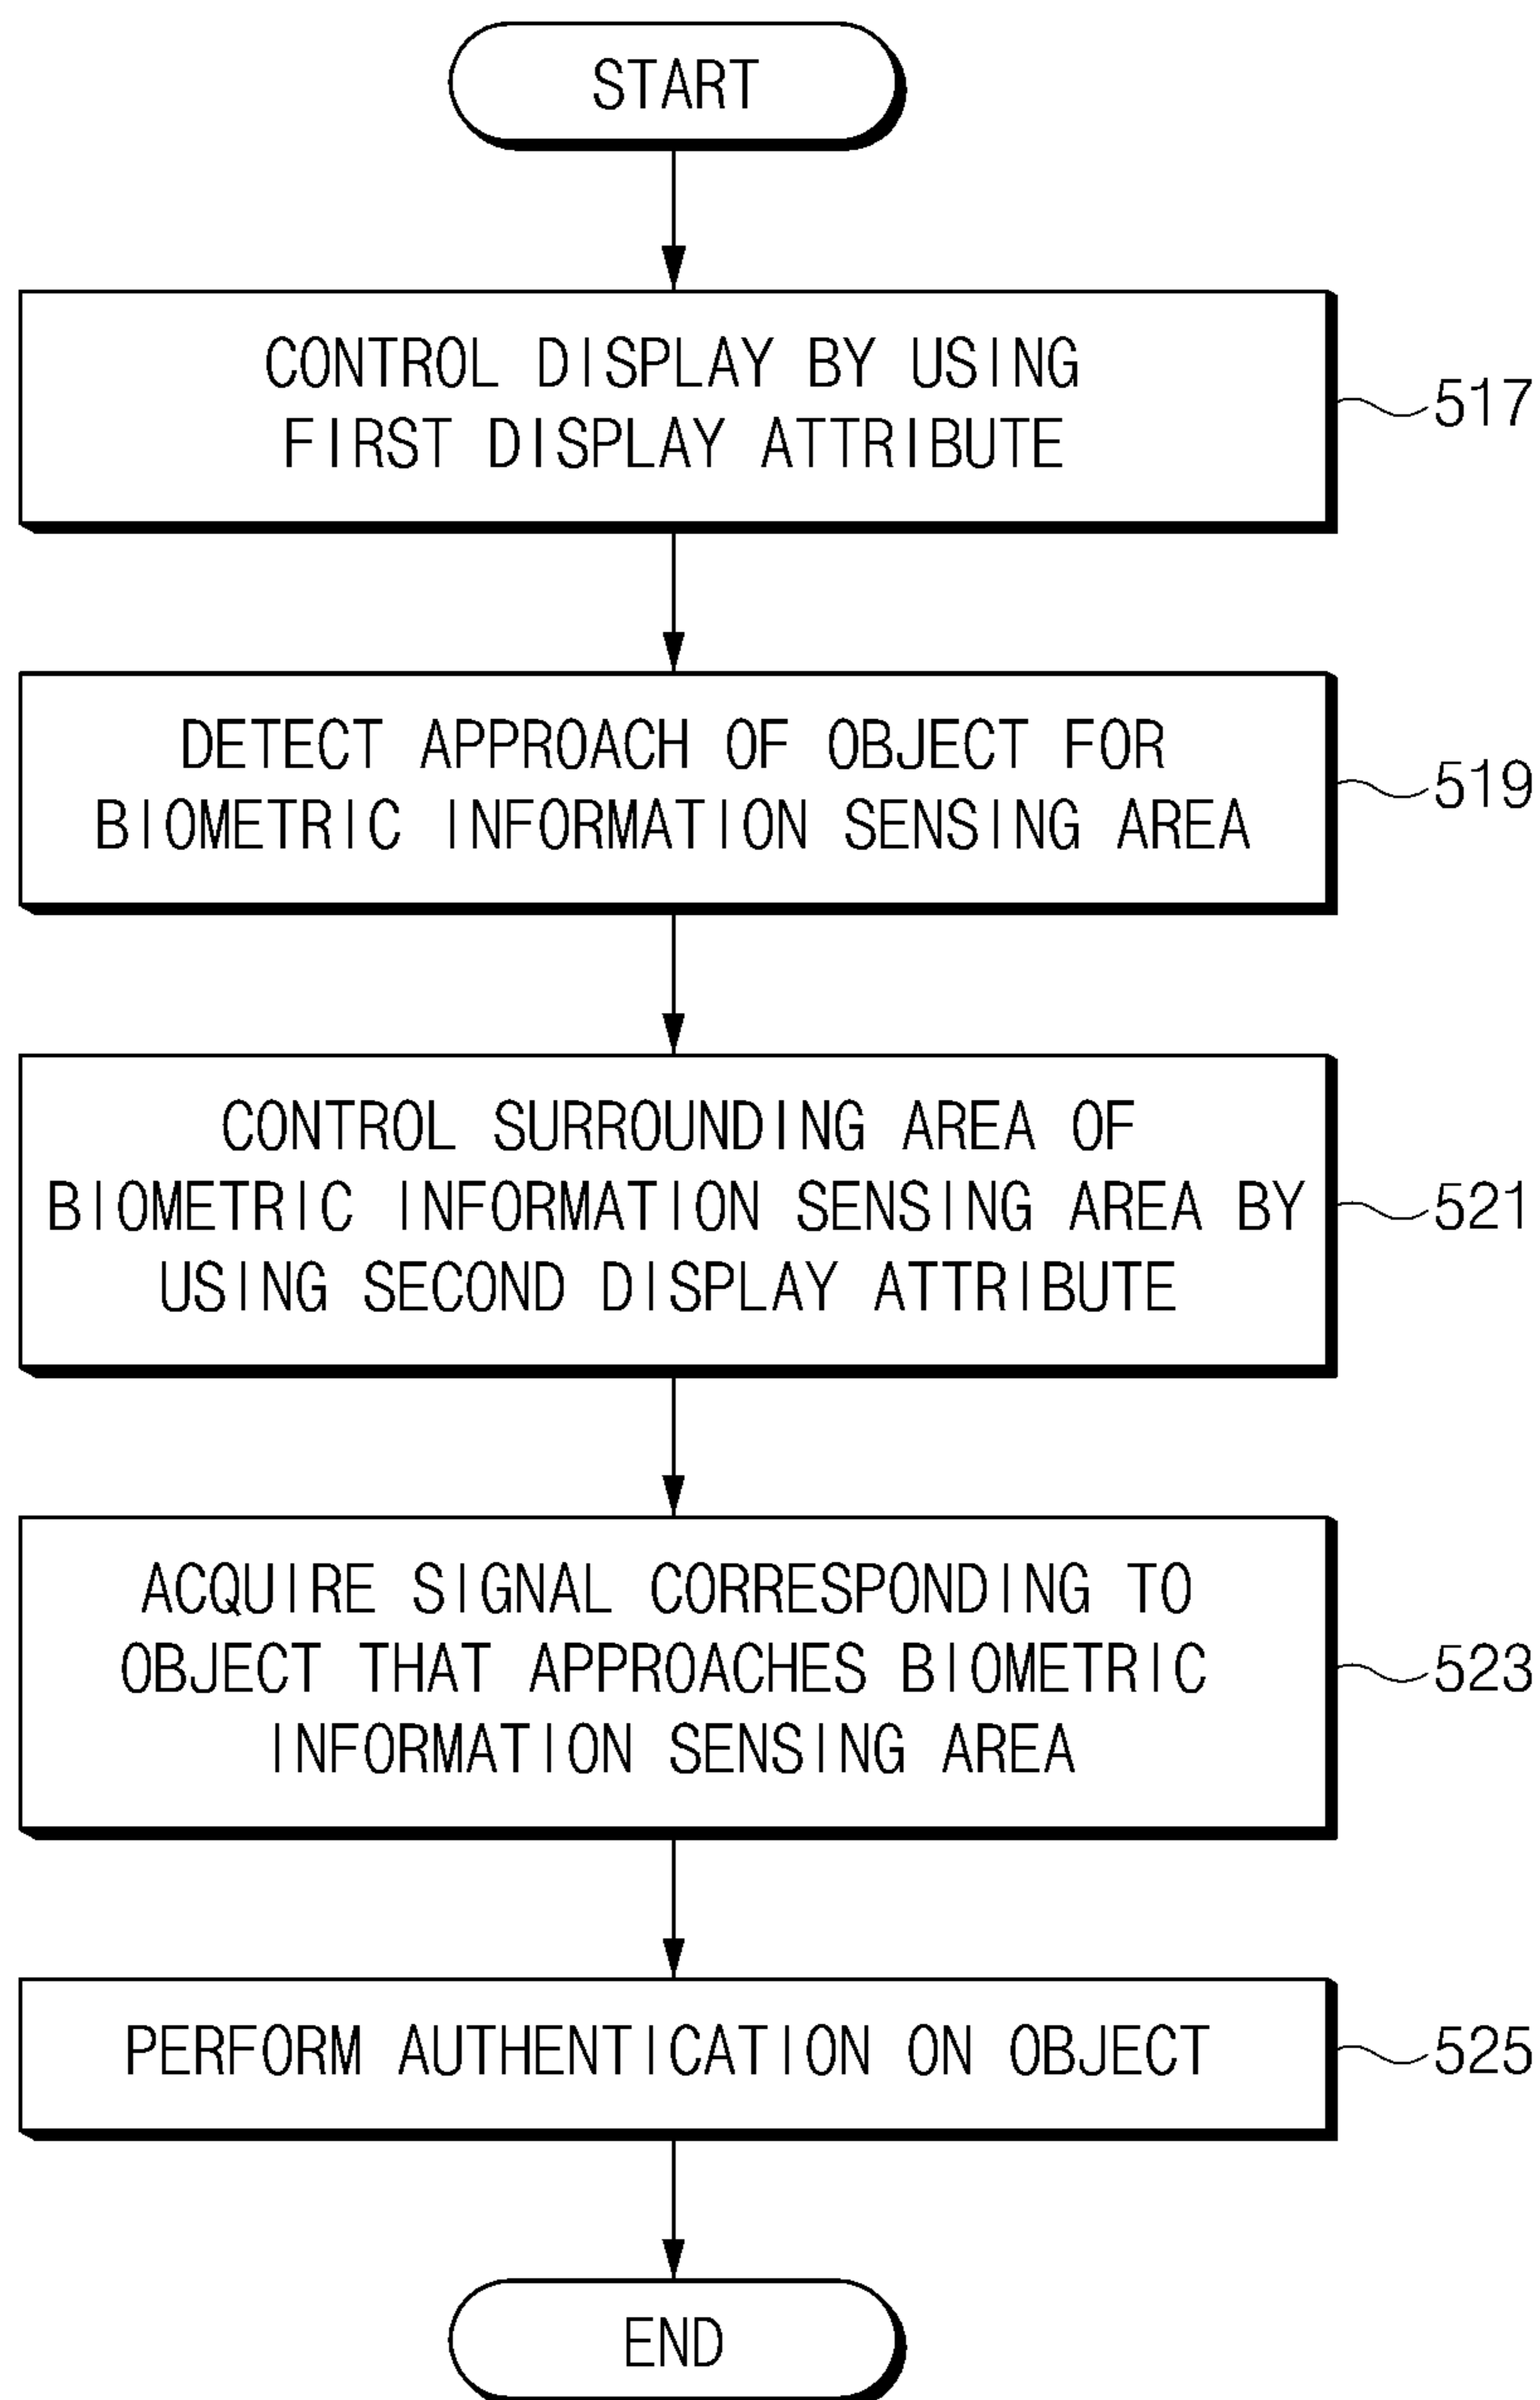 START
CONTROL DISPLAY BY USING
FIRST DISPLAY ATTRIBUTE
517
DETECT APPROACH OF OBJECT FOR
BIOMETRIC INFORMATION SENSING AREA
519
CONTROL SURROUNDING AREA OF
BIOMETRIC INFORMATION SENSING AREA BY
USING SECOND DISPLAY ATTRIBUTE
521
ACQUIRE SIGNAL CORRESPONDING TO
OBJECT THAT APPROACHES BIOMETRIC
INFORMATION SENSING AREA
523
PERFORM AUTHENTICATION ON OBJECT
525
END